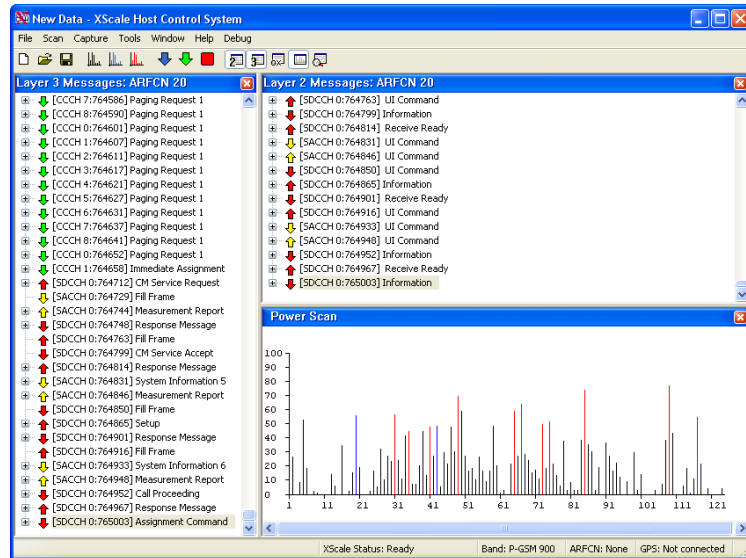 New Data - XScale Host Control System
File Scan Capture Tools Window Help Debug
Layer 3 Messages: ARFCN 20
[CCCH 7:764586] Paging Request 1
[CCCH 8:764590] Paging Request 1
[CCCH 0:764601] Paging Request 1
[CCCH 1:764607] Paging Request 1
[CCCH 2:764611] Paging Request 1
[CCCH 3:764617] Paging Request 1
[CCCH 4:764621] Paging Request 1
[CCCH 5:764627] Paging Request 1
[CCCH 6:764631] Paging Request 1
[CCCH 7:764637] Paging Request 1
[CCCH 8:764641] Paging Request 1
[CCCH 0:764652] Paging Request 1
[CCCH 1:764658] Immediate Assignment
[SDCCH 0:764712] CM Service Request
[SACCH 0:764729] Fill Frame
[SACCH 0:764744] Measurement Report
[SDCCH 0:764748] Response Message
[SDCCH 0:764763] Fill Frame
[SDCCH 0:764799] CM Service Accept
[SDCCH 0:764814] Response Message
[SACCH 0:764831] System Information 5
[SACCH 0:764846] Measurement Report
[SDCCH 0:764850] Fill Frame
[SDCCH 0:764865] Setup
[SDCCH 0:764901] Response Message
[SDCCH 0:764916] Fill Frame
[SACCH 0:764933] System Information 6
[SACCH 0:764948] Measurement Report
[SDCCH 0:764952] Call Proceeding
[SDCCH 0:764967] Response Message
[SDCCH 0:765003] Assignment Command
Layer 2 Messages: ARFCN 20
[SDCCH 0:764763] UI Command
[SDCCH 0:764799] Information
[SDCCH 0:764814] Receive Ready
[SACCH 0:764831] UI Command
[SACCH 0:764846] UI Command
[SDCCH 0:764850] UI Command
[SDCCH 0:764865] Information
[SDCCH 0:764901] Receive Ready
[SDCCH 0:764916] UI Command
[SACCH 0:764933] UI Command
[SACCH 0:764948] UI Command
[SDCCH 0:764952] Information
[SDCCH 0:764967] Receive Ready
[SDCCH 0:765003] Information
Power Scan
100
90
80
70
60
50
40
30
20
10
0
1 11 21 31 41 51 61 71 81 91 101 111 121
XScale Status: Ready Band: P-GSM 900 ARFCN: None GPS: Not connected